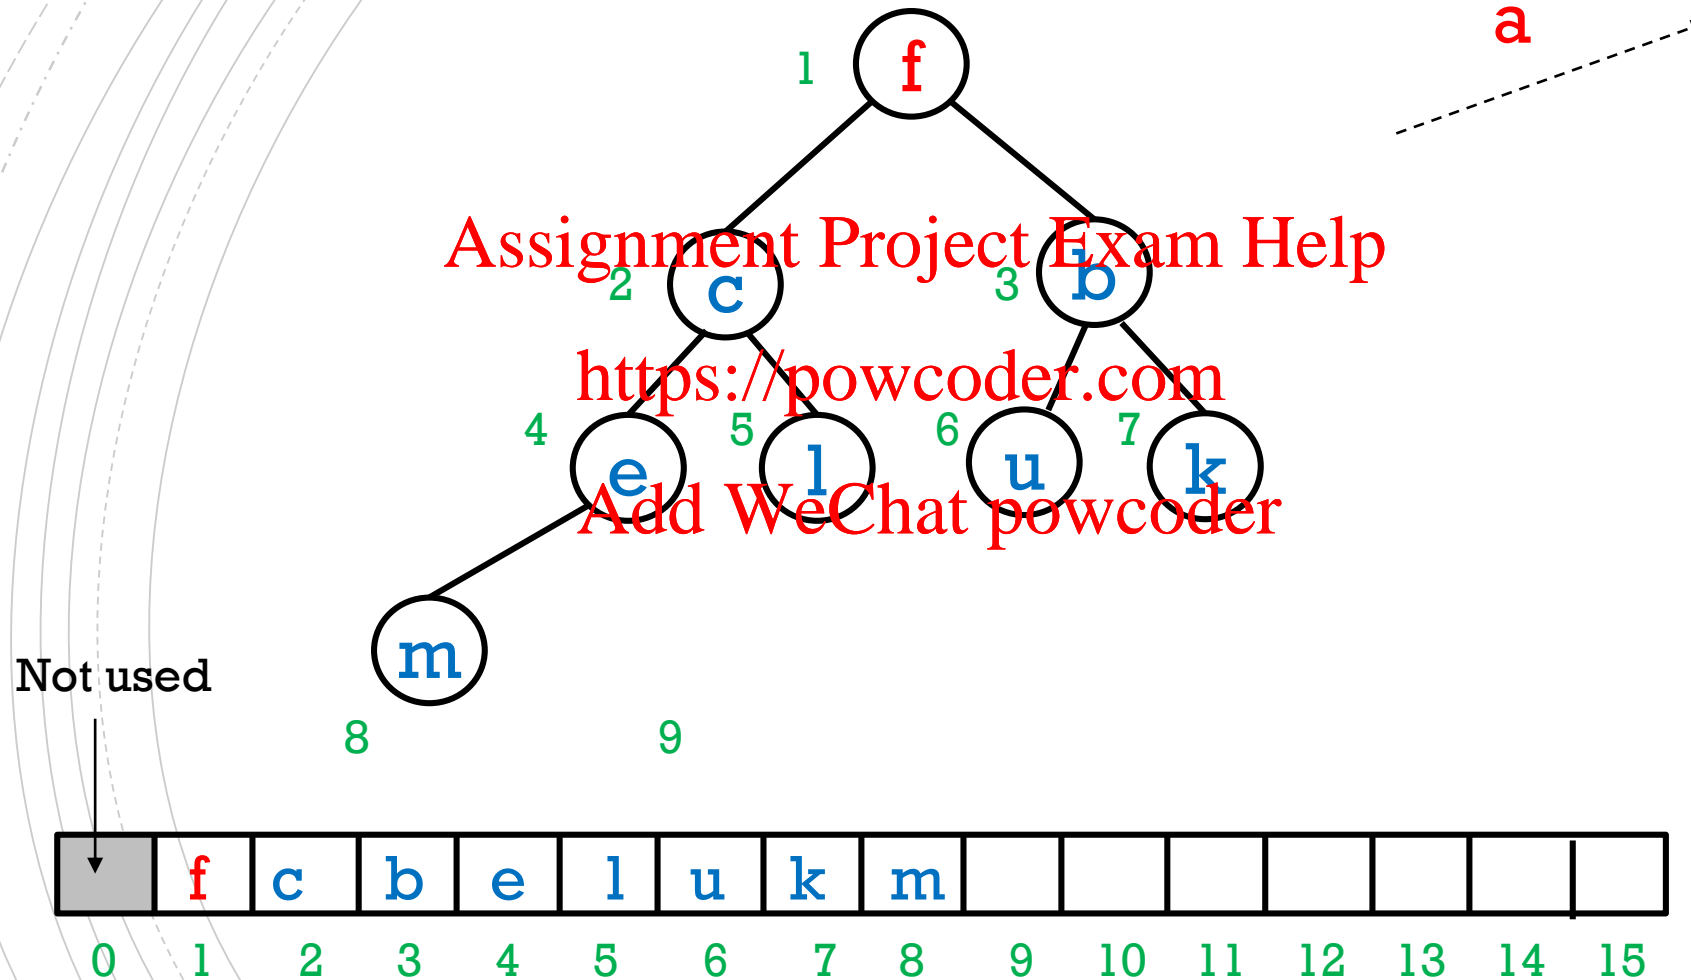 a
1 f
Assignment Project Exam Help
2 c 3 b
https://powcoder.com
4 5 6 7
e l u k
Add WeChat powcoder
m
Not used
8 9
f c b e l u k m
0 1 2 3 4 5 6 7 8 9 10 11 12 13 14 15